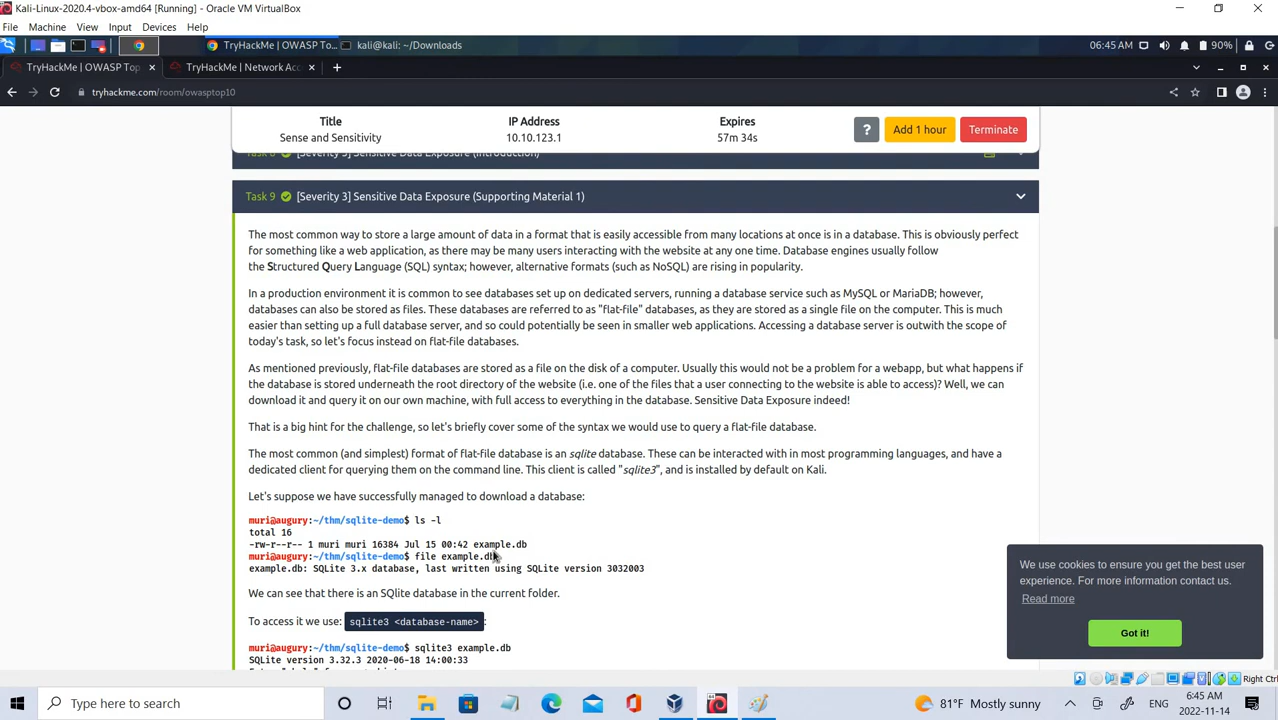 Kali-Linux-2020.4-vbox-amd64 [Running] - Oracle VM VirtualBox
File Machine View Input Devices Help
TryHackMe | OWASP To... kali@kali: ~/Downloads 06:45 AM 90%
TryHackMe | OWASP Top TryHackMe | Network Acc
tryhackme.com/room/owasptop10
Title IP Address Expires
Sense and Sensitivity 10.10.123.1 57m 34s
? Add 1 hour Terminate
[Severity 3] Sensitive Data Exposure (Introduction)
Task 9 [Severity 3] Sensitive Data Exposure (Supporting Material 1)
The most common way to store a large amount of data in a format that is easily accessible from many locations at once is in a database. This is obviously perfect
for something like a web application, as there may be many users interacting with the website at any one time. Database engines usually follow
the Structured Query Language (SQL) syntax; however, alternative formats (such as NoSQL) are rising in popularity.
In a production environment it is common to see databases set up on dedicated servers, running a database service such as MySQL or MariaDB; however,
databases can also be stored as files. These databases are referred to as "flat-file" databases, as they are stored as a single file on the computer. This is much
easier than setting up a full database server, and so could potentially be seen in smaller web applications. Accessing a database server is outwith the scope of
today's task, so let's focus instead on flat-file databases.
As mentioned previously, flat-file databases are stored as a file on the disk of a computer. Usually this would not be a problem for a webapp, but what happens if
the database is stored underneath the root directory of the website (i.e. one of the files that a user connecting to the website is able to access)? Well, we can
download it and query it on our own machine, with full access to everything in the database. Sensitive Data Exposure indeed!
That is a big hint for the challenge, so let's briefly cover some of the syntax we would use to query a flat-file database.
The most common (and simplest) format of flat-file database is an sqlite database. These can be interacted with in most programming languages, and have a
dedicated client for querying them on the command line. This client is called "sqlite3", and is installed by default on Kali.
Let's suppose we have successfully managed to download a database:
muri@augury:~/thm/sqlite-demo$ ls -l
total 16
-rw-r--r-- 1 muri muri 16384 Jul 15 00:42 example.db
muri@augury:~/thm/sqlite-demo$ file example.db
example.db: SQLite 3.x database, last written using SQLite version 3032003
We can see that there is an SQlite database in the current folder.
To access it we use: sqlite3 <database-name> :
muri@augury:~/thm/sqlite-demo$ sqlite3 example.db
SQLite version 3.32.3 2020-06-18 14:00:33
We use cookies to ensure you get the best user
experience. For more information contact us.
Read more
Got it!
Right Ctrl
Type here to search
81°F Mostly sunny
ENG
6:45 AM
2022-11-14